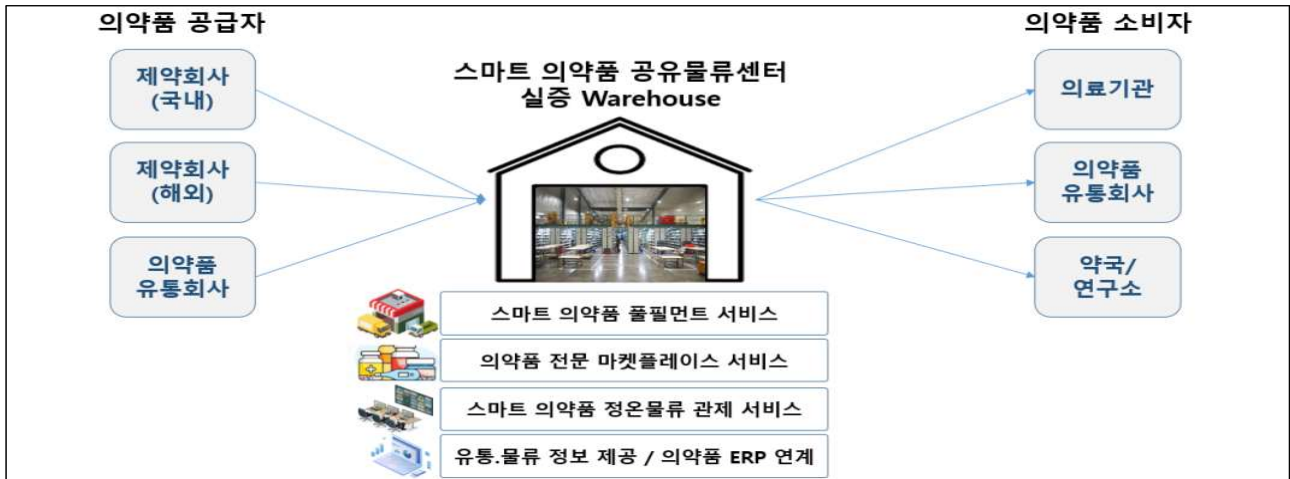 의약품 공급자
제약회사
(국내)
제약회사
(해외)
의약품
유통회사
스마트 의약품 공유물류센터
실증 Warehouse
스마트 의약품 풀필먼트 서비스
의약품 전문 마켓플레이스 서비스
스마트 의약품 정온물류 관제 서비스
유통.물류 정보 제공 / 의약품 ERP 연계
의약품 소비자
의료기관
의약품
유통회사
약국/
연구소